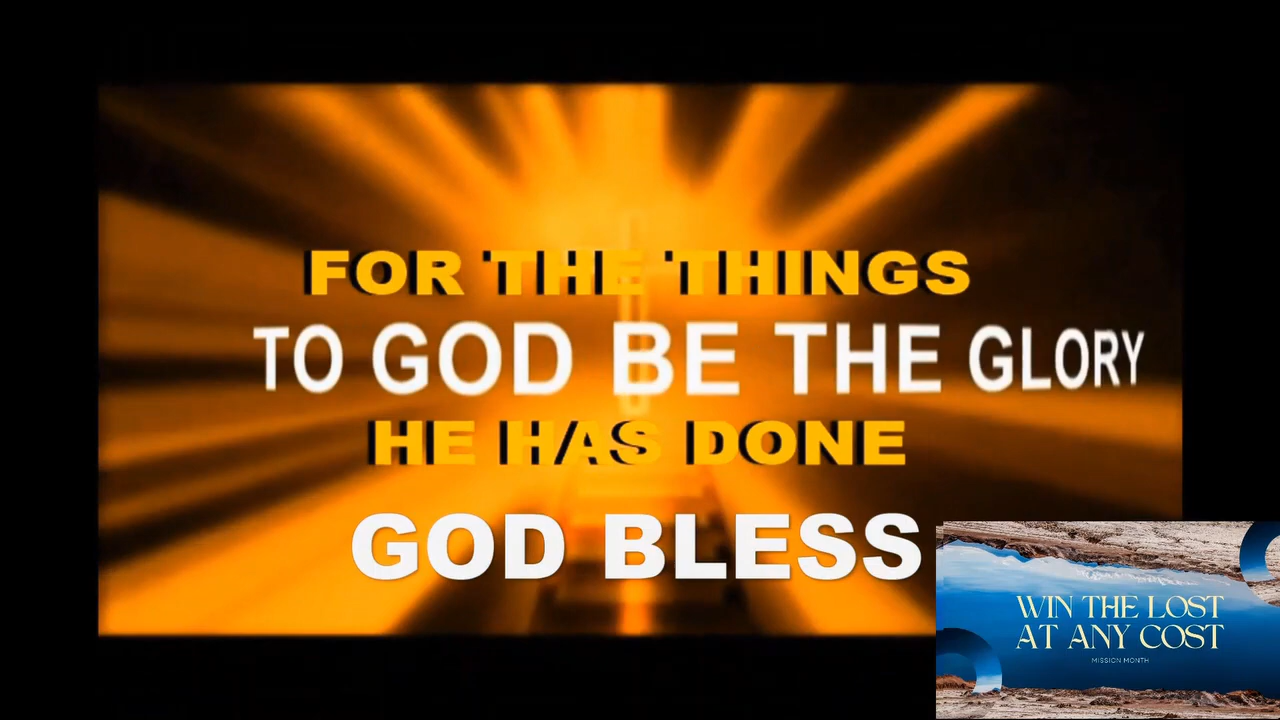 FOR THE THINGS
TO GOD BE THE GLORY
HE HAS DONE
GOD BLESS
WIN THE LOST
AT ANY COST
MISSION MONTH